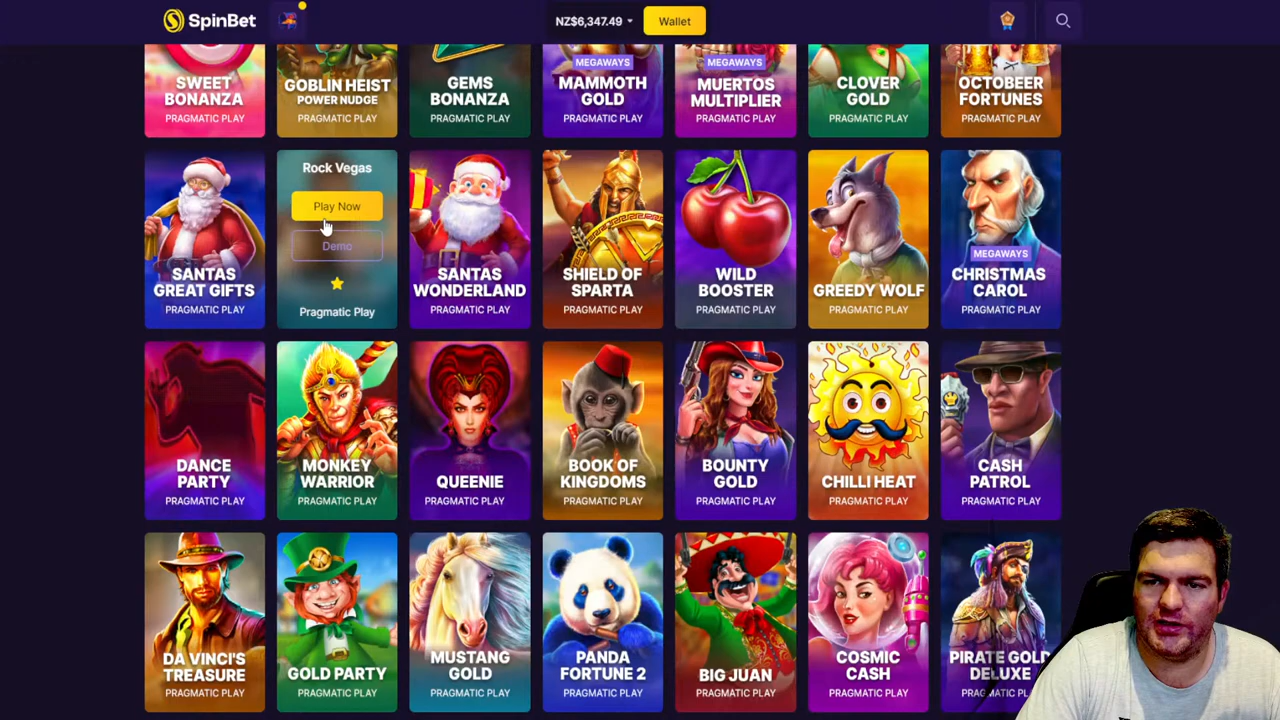 SpinBet
NZ$6,347.49
Wallet
SWEET
BONANZA
PRAGMATIC PLAY
GOBLIN HEIST
POWER NUDGE
PRAGMATIC PLAY
GEMS
BONANZA
PRAGMATIC PLAY
MEGAWAYS
MAMMOTH
GOLD
PRAGMATIC PLAY
MEGAWAYS
MUERTOS
MULTIPLIER
PRAGMATIC PLAY
CLOVER
GOLD
PRAGMATIC PLAY
OCTOBEER
FORTUNES
PRAGMATIC PLAY
SANTAS
GREAT GIFTS
PRAGMATIC PLAY
Rock Vegas
Play Now
Demo
Pragmatic Play
SANTAS
WONDERLAND
PRAGMATIC PLAY
SHIELD OF
SPARTA
PRAGMATIC PLAY
WILD
BOOSTER
PRAGMATIC PLAY
GREEDY WOLF
PRAGMATIC PLAY
MEGAWAYS
CHRISTMAS
CAROL
PRAGMATIC PLAY
DANCE
PARTY
PRAGMATIC PLAY
MONKEY
WARRIOR
PRAGMATIC PLAY
QUEENIE
PRAGMATIC PLAY
BOOK OF
KINGDOMS
PRAGMATIC PLAY
BOUNTY
GOLD
PRAGMATIC PLAY
CHILLI HEAT
PRAGMATIC PLAY
CASH
PATROL
PRAGMATIC PLAY
DA VINCI'S
TREASURE
PRAGMATIC PLAY
GOLD PARTY
PRAGMATIC PLAY
MUSTANG
GOLD
PRAGMATIC PLAY
PANDA
FORTUNE 2
PRAGMATIC PLAY
BIG JUAN
PRAGMATIC PLAY
COSMIC
CASH
PRAGMATIC PLAY
PIRATE GOLD
DELUXE
PRAGMATIC PLAY